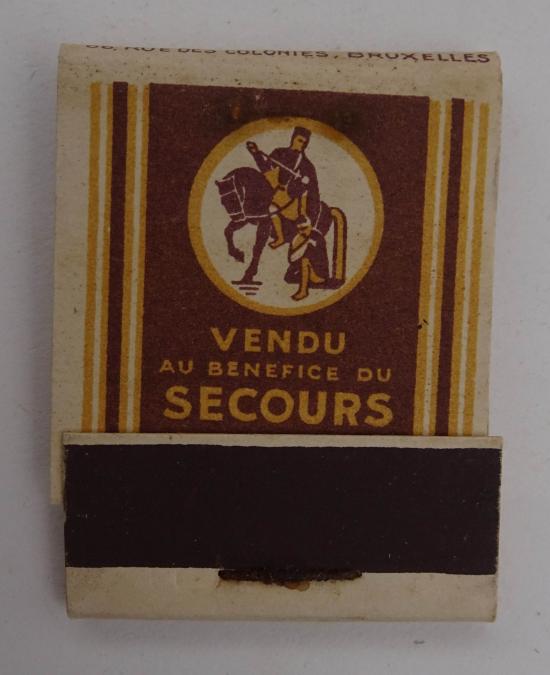 RUE DES COLONIES, BRUXELLES
VENDU
AU BENEFICE DU
SECOURS